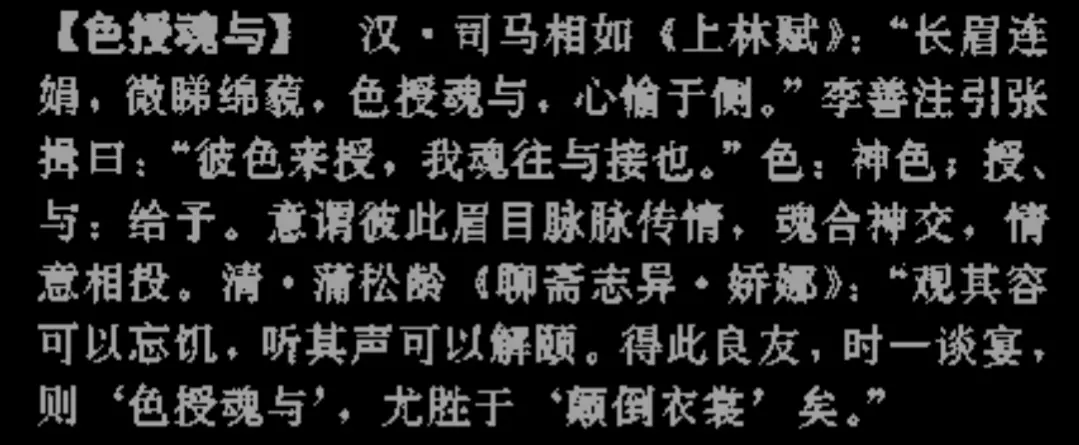 【色授魂与】 汉·司马相如《上林赋》：“长眉连
娟，微睇绵藐，色授魂与，心愉于侧。”李善注引张
揖曰：“彼色来授，我魂往与接也。”色：神色；授、
与：给予。意谓彼此眉目脉脉传情，魂合神交，情
意相投。清·蒲松龄《聊斋志异·娇娜》：“观其容
可以忘饥，听其声可以解颐。得此良友，时一谈宴，
则‘色授魂与’，尤胜于‘颠倒衣裳’矣。”